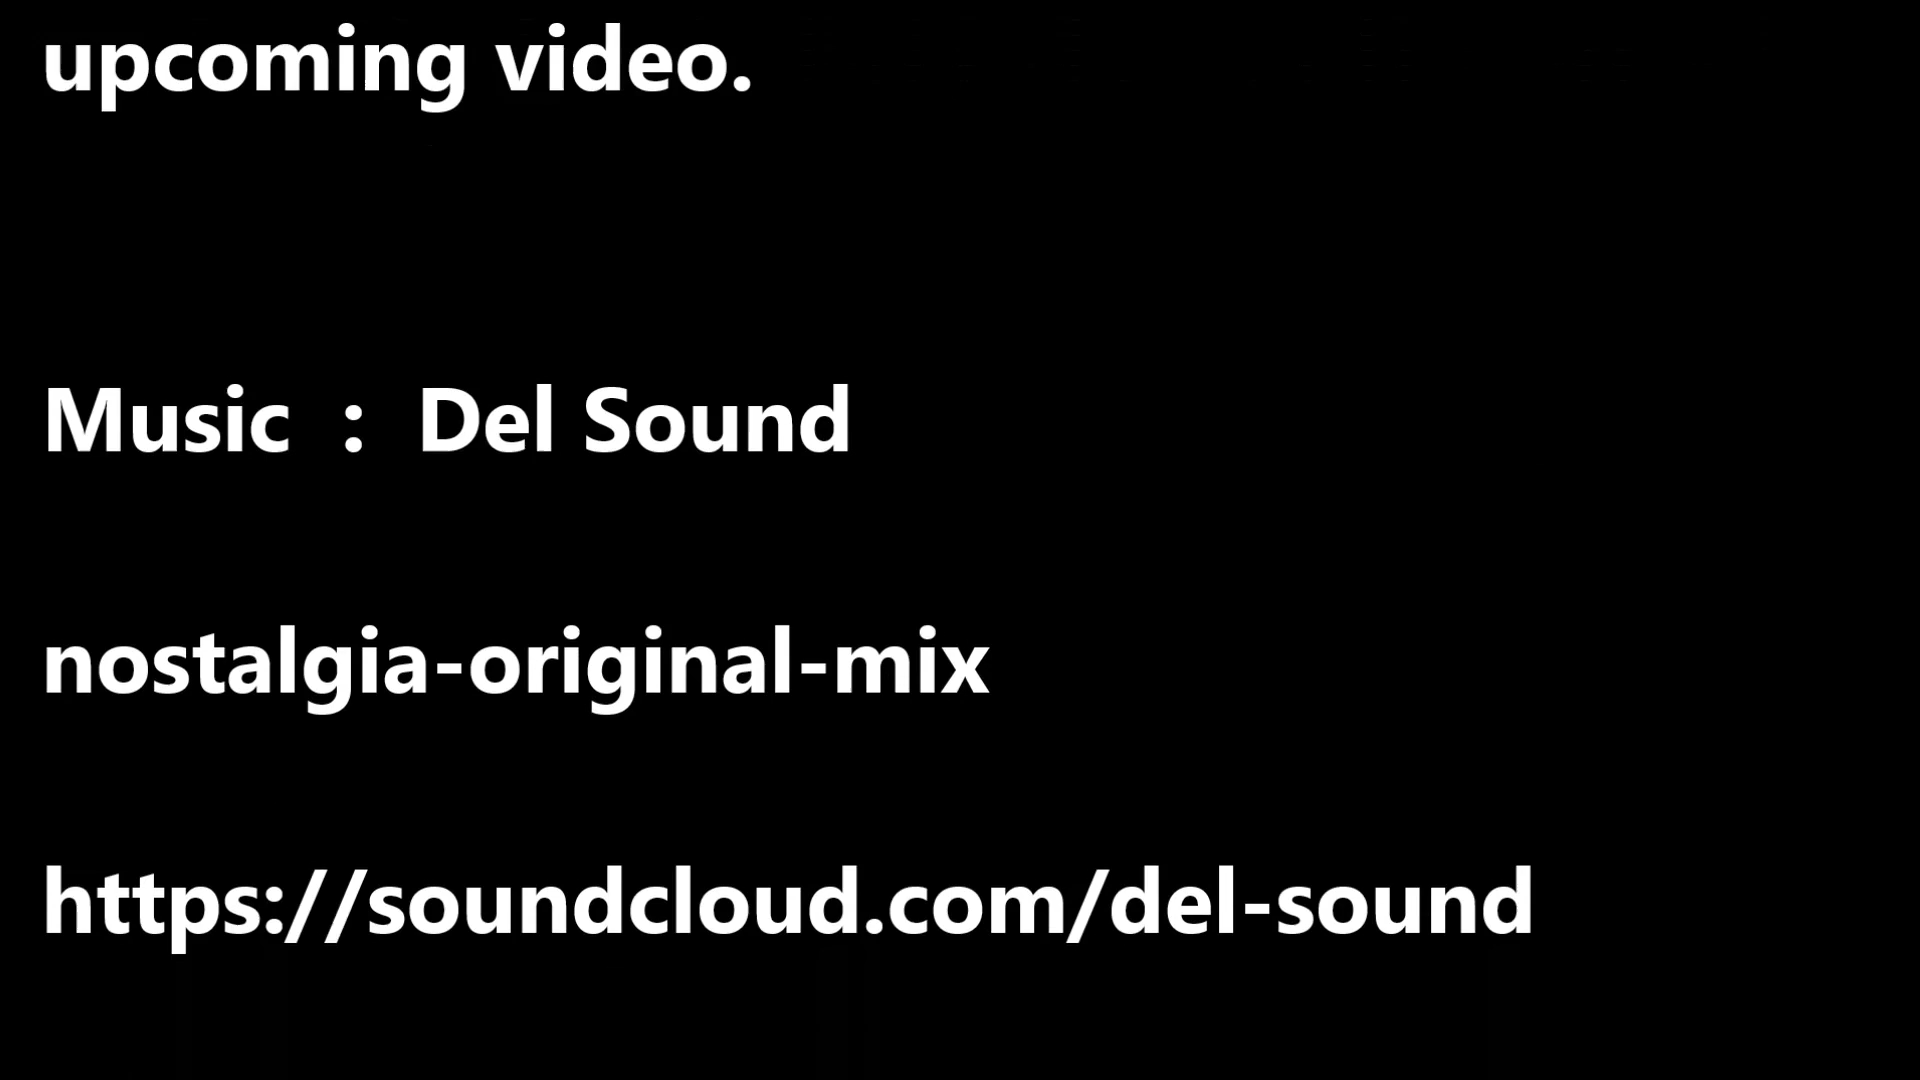 upcoming video.
Music  :  Del Sound
nostalgia-original-mix
https://soundcloud.com/del-sound